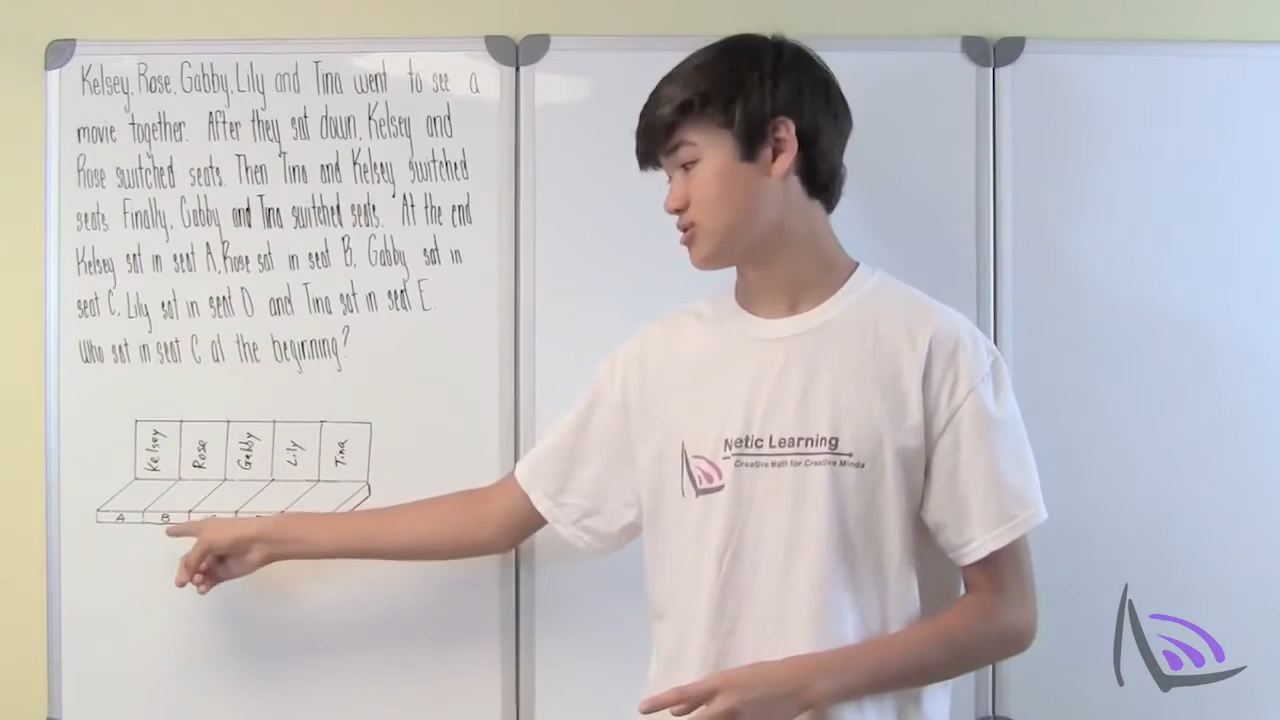 Kelsey, Rose, Gabby, Lily and Tina went to see a
movie together. After they sat down, Kelsey and
Rose switched seats. Then Tina and Kelsey switched
seats. Finally, Gabby and Tina switched seats. At the end
Kelsey sat in seat A, Rose sat in seat B, Gabby sat in
seat C, Lily sat in seat D and Tina sat in seat E.
Who sat in seat C at the beginning?
Kelsey
Rose
Gabby
Lily
Tina
A B
Netic Learning
Creative Math for Creative Minds